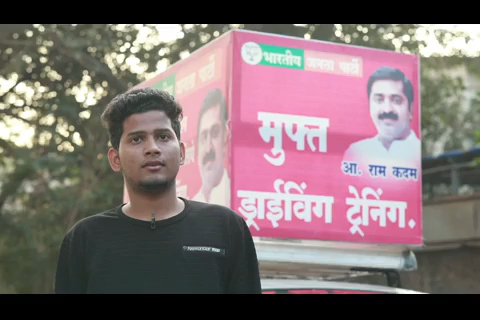 भारतीय जनता पार्टी
मुफ्त
आ. राम कदम
ड्राईविंग ट्रेनिंग.